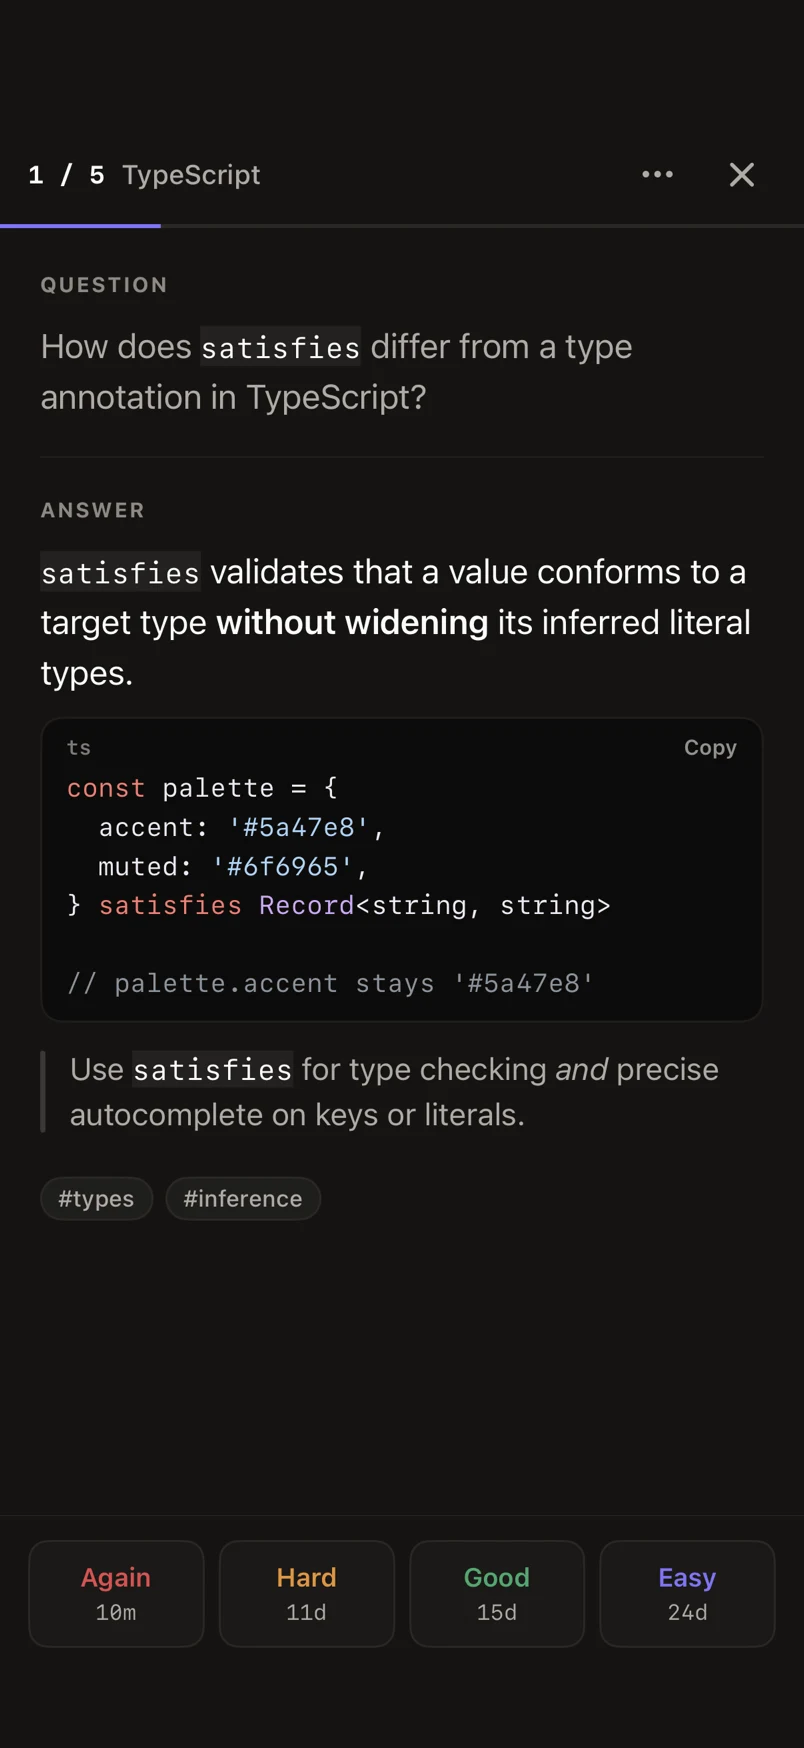 1 / 5 TypeScript
QUESTION
How does satisfies differ from a type
annotation in TypeScript?
ANSWER
satisfies validates that a value conforms to a
target type without widening its inferred literal
types.
ts
Copy
const palette = {
  accent: '#5a47e8',
  muted: '#6f6965',
} satisfies Record<string, string>
// palette.accent stays '#5a47e8'
Use satisfies for type checking and precise
autocomplete on keys or literals.
#types #inference
Again Hard Good Easy
10m 11d 15d 24d